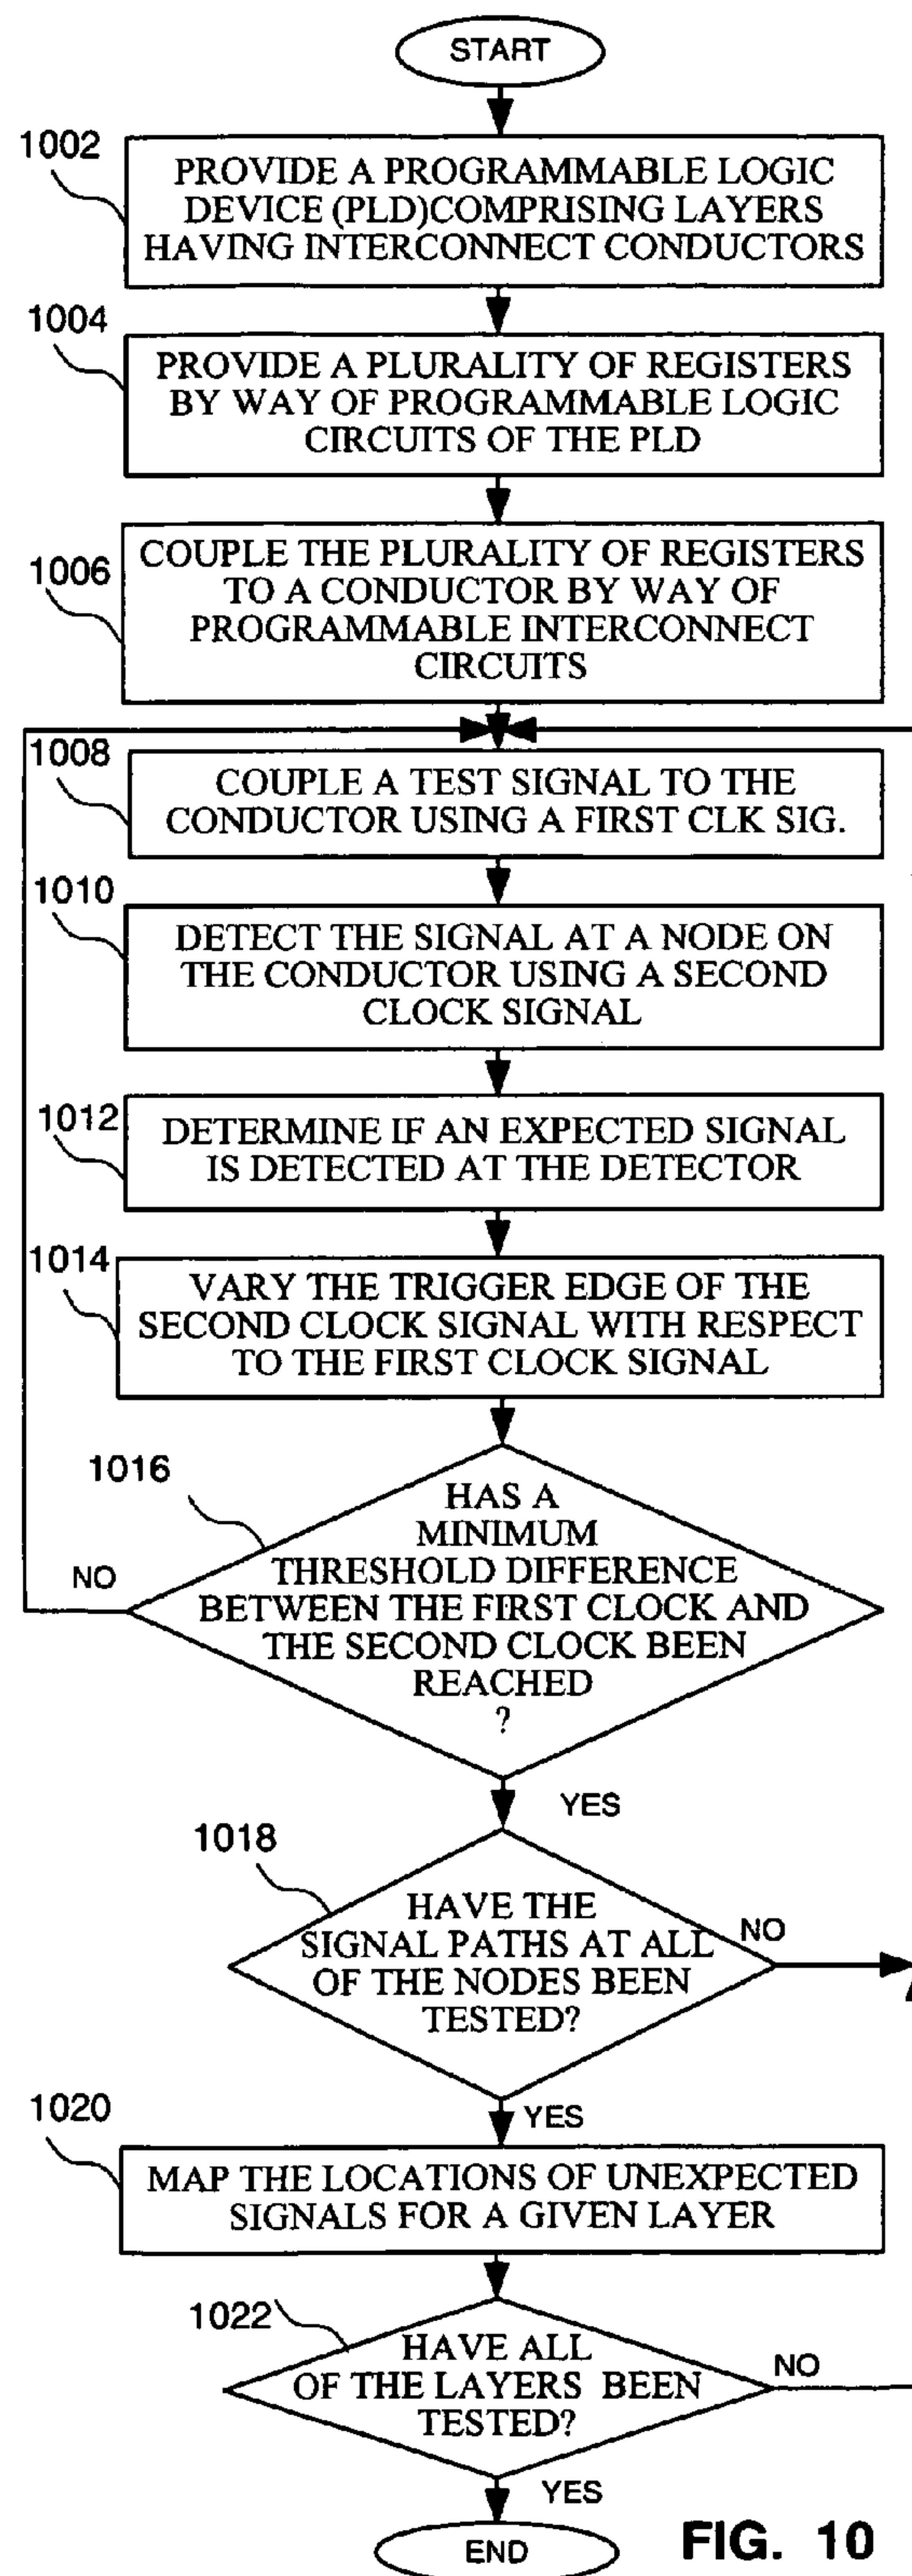 START
1002
PROVIDE A PROGRAMMABLE LOGIC
DEVICE (PLD)COMPRISING LAYERS
HAVING INTERCONNECT CONDUCTORS
1004
PROVIDE A PLURALITY OF REGISTERS
BY WAY OF PROGRAMMABLE LOGIC
CIRCUITS OF THE PLD
1006
COUPLE THE PLURALITY OF REGISTERS
TO A CONDUCTOR BY WAY OF
PROGRAMMABLE INTERCONNECT
CIRCUITS
1008
COUPLE A TEST SIGNAL TO THE
CONDUCTOR USING A FIRST CLK SIG.
1010
DETECT THE SIGNAL AT A NODE ON
THE CONDUCTOR USING A SECOND
CLOCK SIGNAL
1012
DETERMINE IF AN EXPECTED SIGNAL
IS DETECTED AT THE DETECTOR
1014
VARY THE TRIGGER EDGE OF THE
SECOND CLOCK SIGNAL WITH RESPECT
TO THE FIRST CLOCK SIGNAL
1016
HAS A
MINIMUM
THRESHOLD DIFFERENCE
BETWEEN THE FIRST CLOCK AND
THE SECOND CLOCK BEEN
REACHED
?
NO
YES
1018
HAVE THE
SIGNAL PATHS AT ALL
OF THE NODES BEEN
TESTED?
NO
YES
1020
MAP THE LOCATIONS OF UNEXPECTED
SIGNALS FOR A GIVEN LAYER
1022
HAVE ALL
OF THE LAYERS BEEN
TESTED?
NO
YES
END
FIG. 10